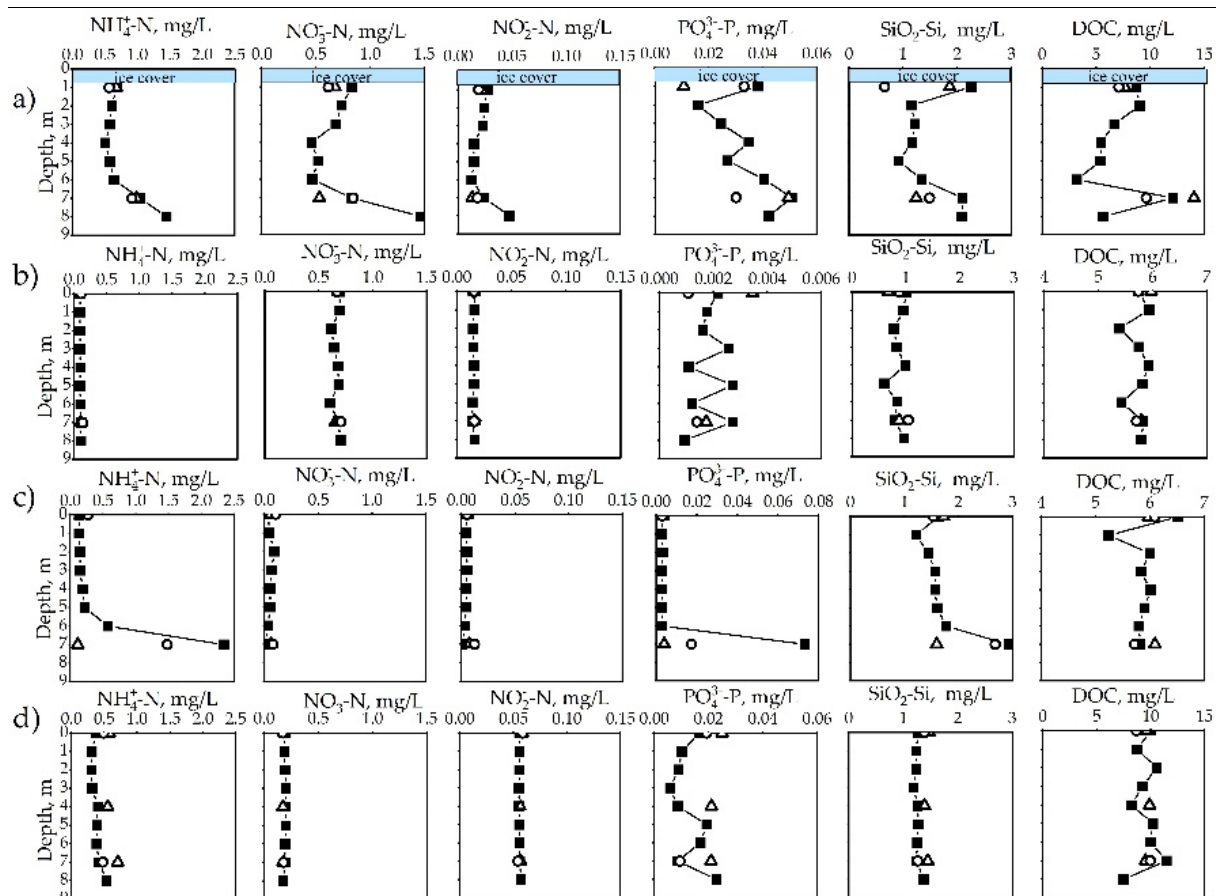 NH₄⁺-N, mg/L NO₃⁻-N, mg/L NO₂⁻-N, mg/L PO₄³⁻-P, mg/L SiO₂-Si, mg/L DOC, mg/L
0.0 0.5 1.0 1.5 2.0 2.5 0.0 0.5 1.0 1.5 0.00 0.05 0.10 0.15 0.00 0.02 0.04 0.06 0 1 2 3 0 5 10 15
ice cover ice cover ice cover ice cover ice cover ice cover
a)
Depth, m
0
1
2
3
4
5
6
7
8
9
NH₄⁺-N, mg/L NO₃⁻-N, mg/L NO₂⁻-N, mg/L PO₄³⁻-P, mg/L SiO₂-Si, mg/L DOC, mg/L
0.0 0.5 1.0 1.5 2.0 2.5 0.0 0.5 1.0 1.5 0.00 0.05 0.10 0.15 0.000 0.002 0.004 0.006 0 1 2 3 4 5 6 7
b)
Depth, m
0
1
2
3
4
5
6
7
8
9
NH₄⁺-N, mg/L NO₃⁻-N, mg/L NO₂⁻-N, mg/L PO₄³⁻-P, mg/L SiO₂-Si, mg/L DOC, mg/L
0.0 0.5 1.0 1.5 2.0 2.5 0.0 0.5 1.0 1.5 0.00 0.05 0.10 0.15 0.00 0.02 0.04 0.06 0.08 0 1 2 3 4 5 6 7
c)
Depth, m
0
1
2
3
4
5
6
7
8
9
NH₄⁺-N, mg/L NO₃-N, mg/L NO₂⁻-N, mg/L PO₄³⁻-P, mg/L SiO₂-Si, mg/L DOC, mg/L
0.0 0.5 1.0 1.5 2.0 2.5 0.0 0.5 1.0 1.5 0.00 0.05 0.10 0.15 0.00 0.02 0.04 0.06 0 1 2 3 0 5 10 15
d)
Depth, m
0
1
2
3
4
5
6
7
8
9